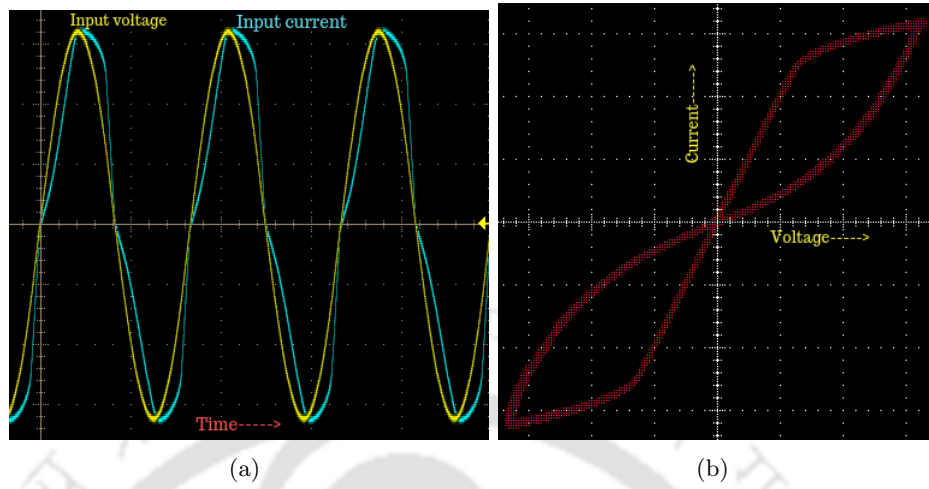 Input voltage
Input current
Time----->
Current----->
Voltage----->
(a)
(b)